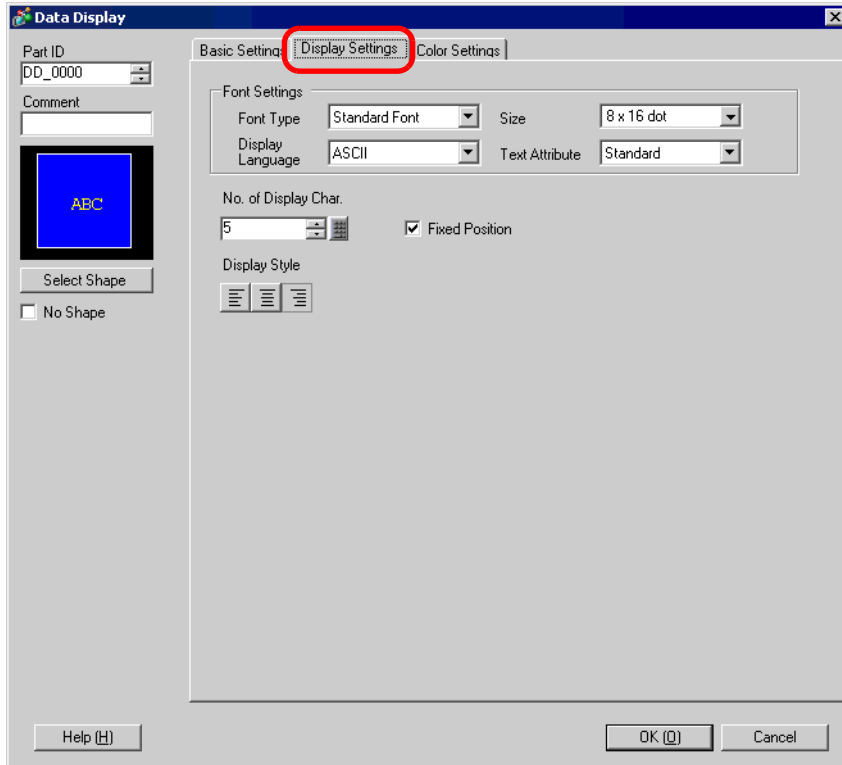 Data Display
Part ID
DD_0000
Comment
ABC
Select Shape
No Shape
Basic Settings Display Settings Color Settings
Font Settings
Font Type Standard Font Size 8 x 16 dot
Display Language ASCII Text Attribute Standard
No. of Display Char.
5 Fixed Position
Display Style
Help (H) OK (O) Cancel